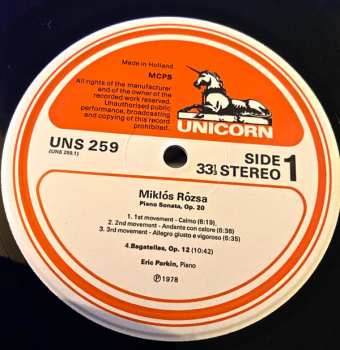 Made in Holland
MCPS
All rights of the manufacturer
and of the owner of the
recorded work reserved.
Unauthorised public
performance, broadcasting
and copying of this record
prohibited.
UNICORN
UNS 259
(UNS 259.1)
SIDE 1
33⅓ STEREO
Miklós Rózsa
Piano Sonata, Op. 20
1. 1st movement - Calmo (8:19),
2. 2nd movement - Andante con calore (6:38)
3. 3rd movement - Allegro giusto e vigoroso (6:35)
4. Bagatelles, Op. 12 (10:42)
Eric Parkin, Piano
℗ 1978